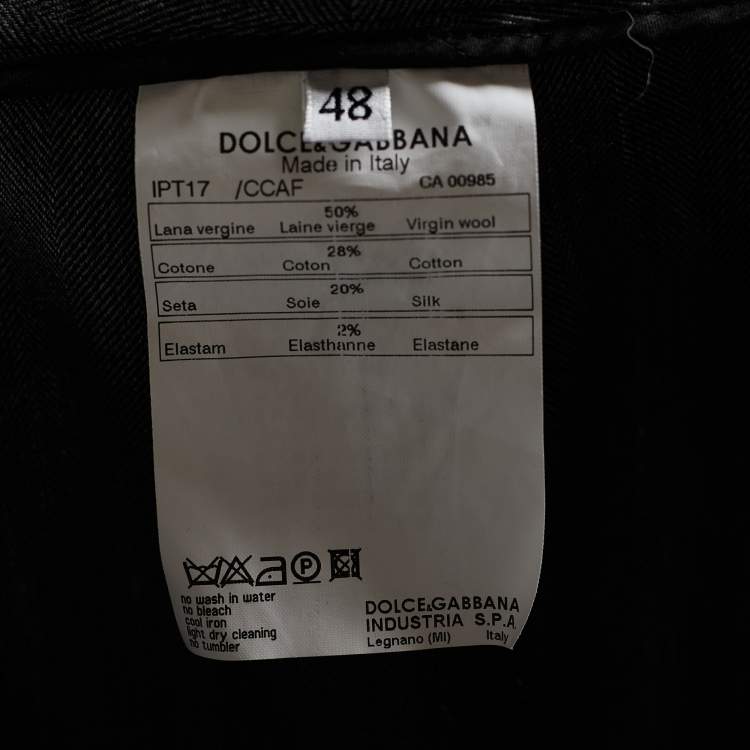 48
DOLCE&GABBANA
Made in Italy
IPT17 /CCAF CA 00985
50%
Lana vergine Laine vierge Virgin wool
28%
Cotone Coton Cotton
20%
Seta Soie Silk
2%
Elastam Elasthanne Elastane
P
no wash in water
no bleach
cool iron
light dry cleaning
no tumbler
DOLCE&GABBANA
INDUSTRIA S.P.A.
Legnano (MI) Italy